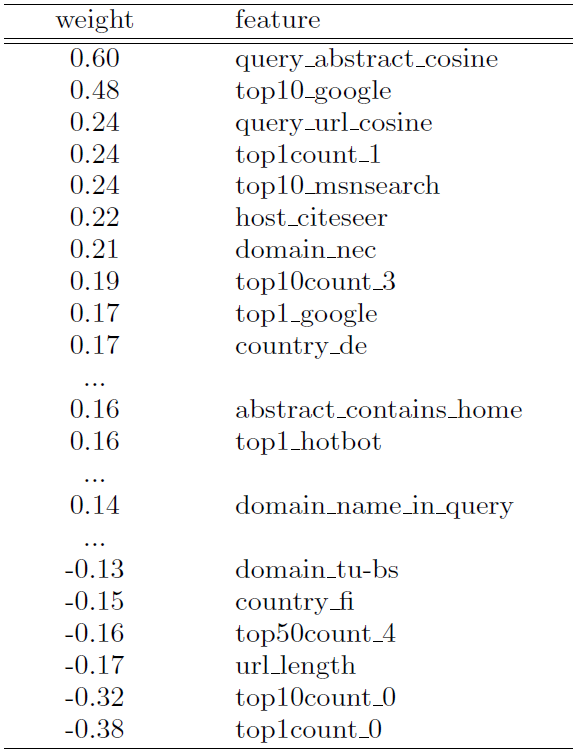 weight feature
0.60 query_abstract_cosine
0.48 top10_google
0.24 query_url_cosine
0.24 top1count_1
0.24 top10_msnsearch
0.22 host_citeseer
0.21 domain_nec
0.19 top10count_3
0.17 top1_google
0.17 country_de
...
0.16 abstract_contains_home
0.16 top1_hotbot
...
0.14 domain_name_in_query
...
-0.13 domain_tu-bs
-0.15 country_fi
-0.16 top50count_4
-0.17 url_length
-0.32 top10count_0
-0.38 top1count_0